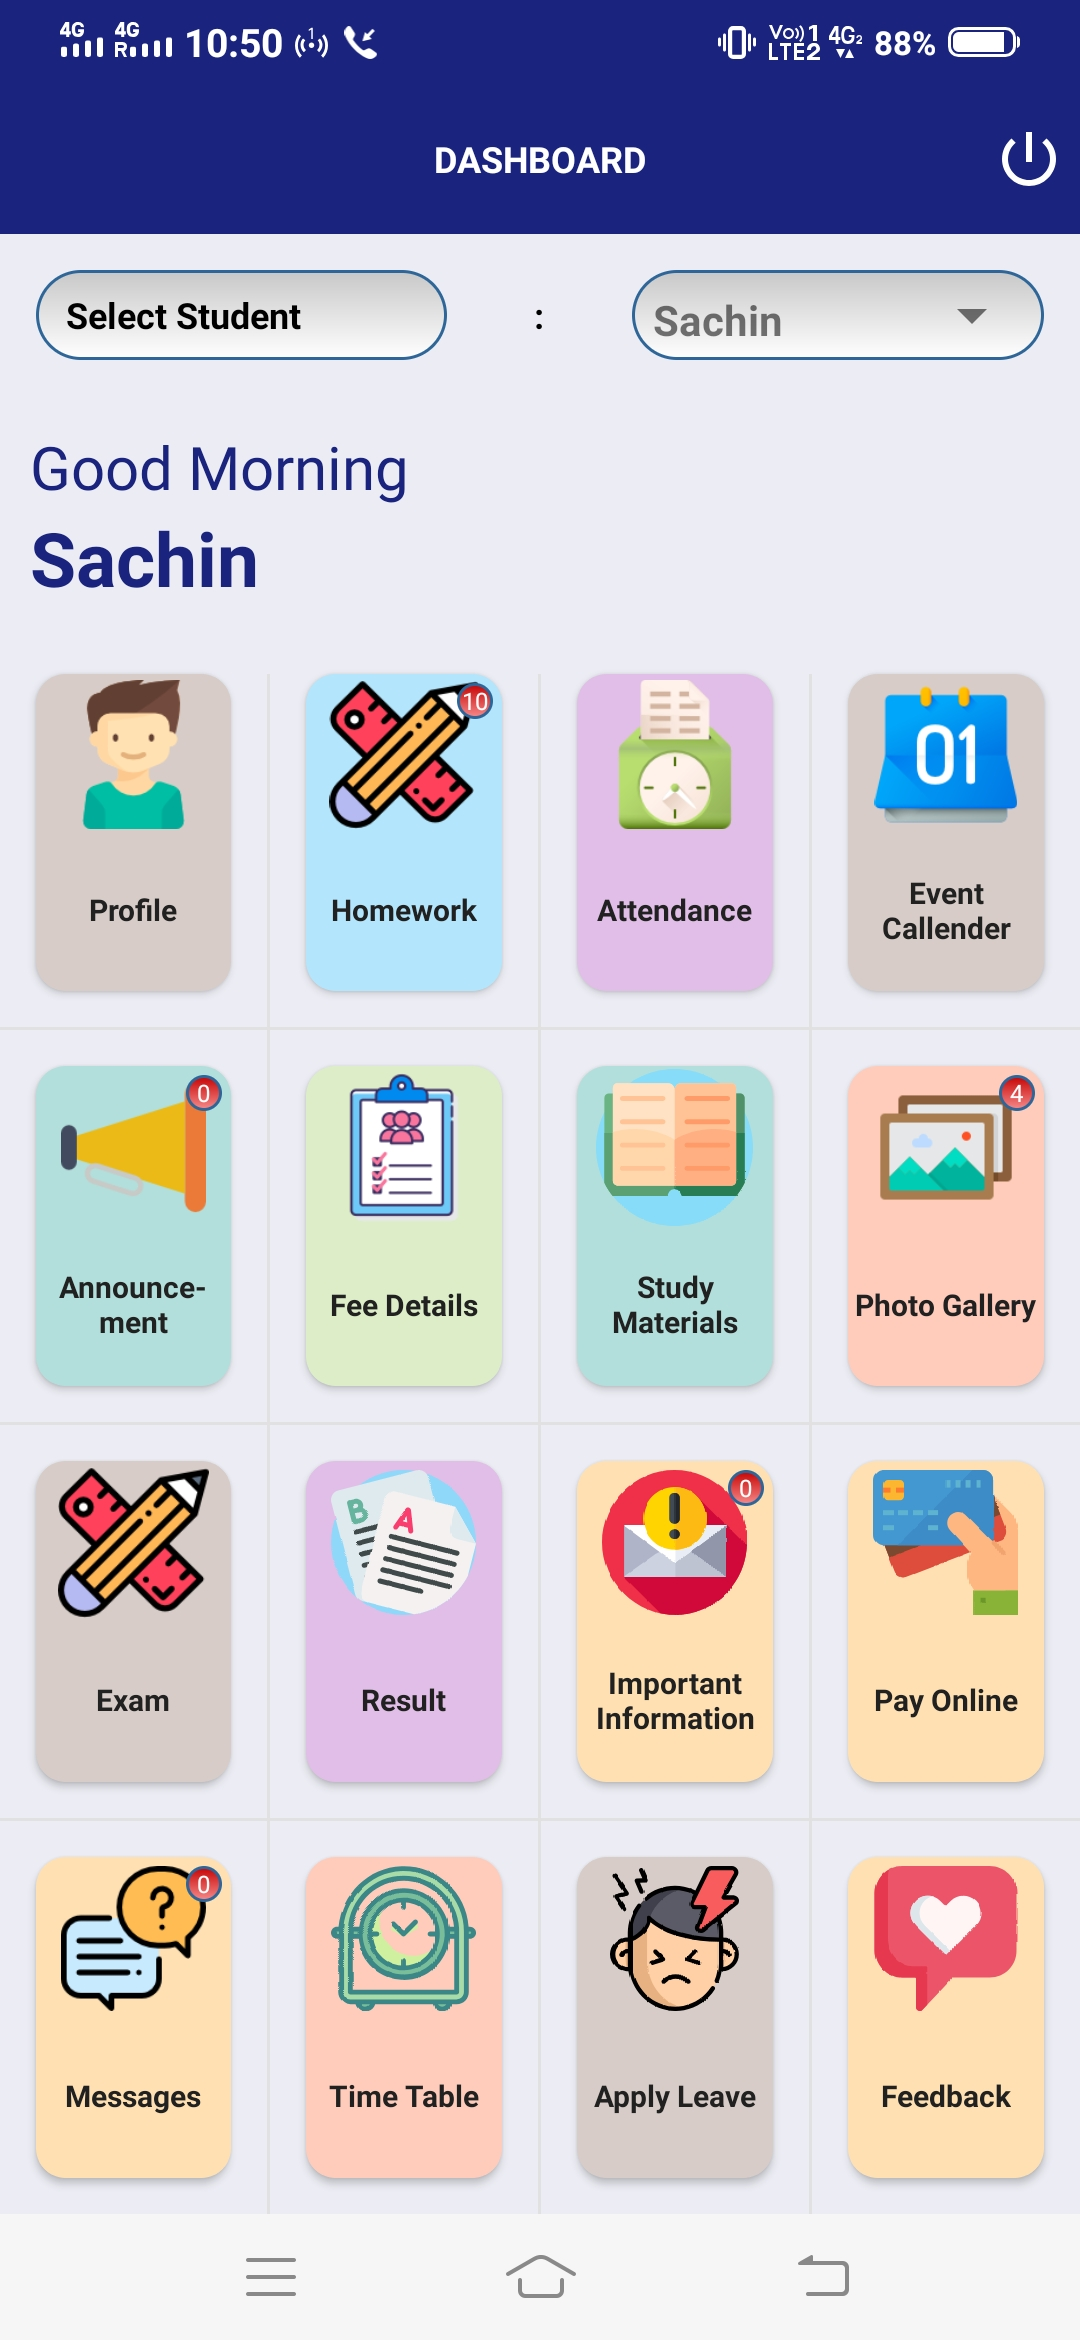 4G 4G R 10:50 1 Vo))1 LTE2 4G2 88%
DASHBOARD
Select Student : Sachin
Good Morning
Sachin
10
01
Profile Homework Attendance Event
Callender
0 4
Announce-
ment Fee Details Study
Materials Photo Gallery
B A ! 0
Exam Result Important
Information Pay Online
? 0
Messages Time Table Apply Leave Feedback